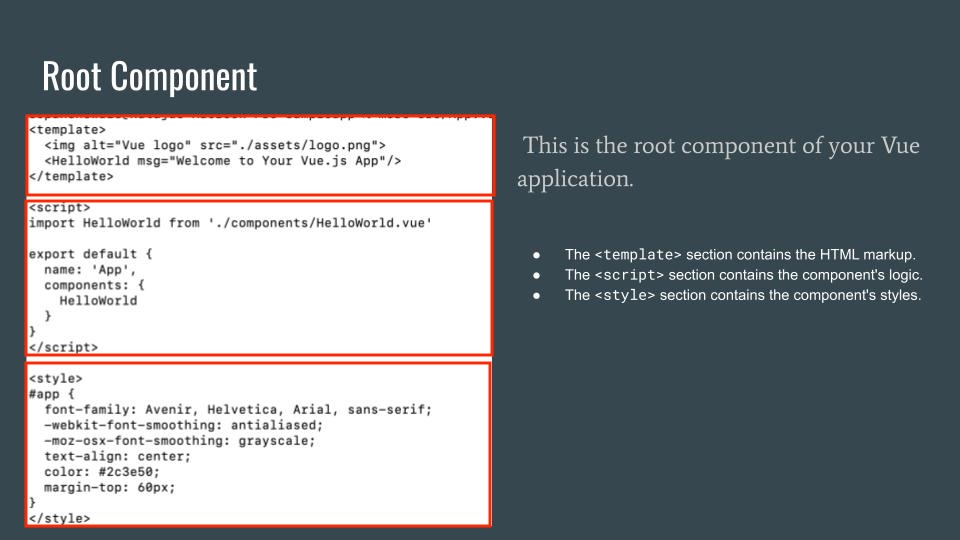 Root Component
<template>
  <img alt="Vue logo" src="./assets/logo.png">
  <HelloWorld msg="Welcome to Your Vue.js App"/>
</template>
<script>
import HelloWorld from './components/HelloWorld.vue'
export default {
  name: 'App',
  components: {
    HelloWorld
  }
}
</script>
<style>
#app {
  font-family: Avenir, Helvetica, Arial, sans-serif;
  -webkit-font-smoothing: antialiased;
  -moz-osx-font-smoothing: grayscale;
  text-align: center;
  color: #2c3e50;
  margin-top: 60px;
}
</style>
This is the root component of your Vue
application.
● The <template> section contains the HTML markup.
● The <script> section contains the component's logic.
● The <style> section contains the component's styles.